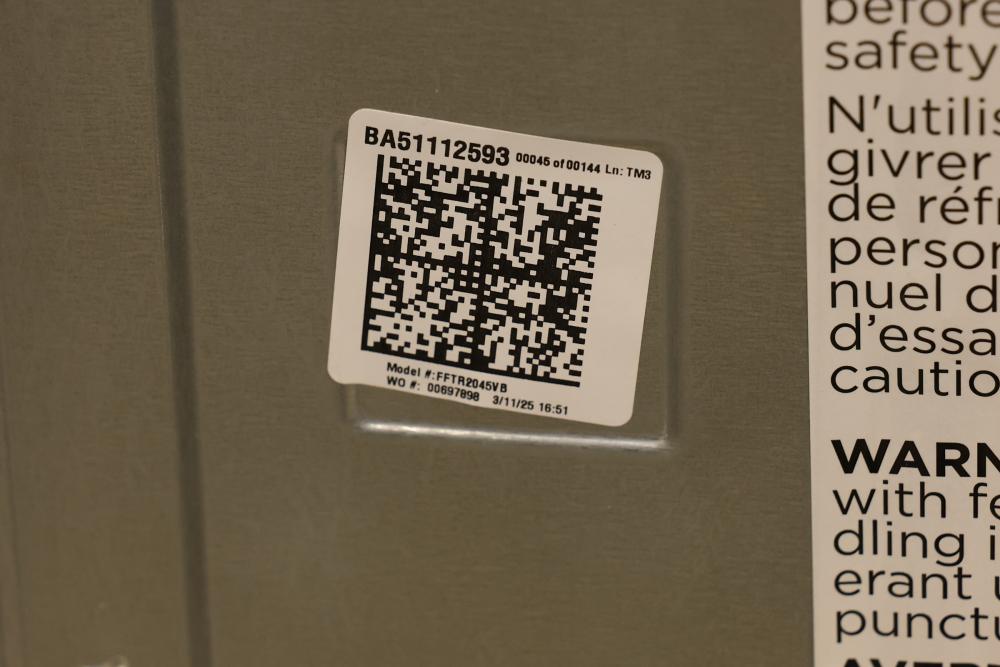 BA51112593 00045 of 00144 Ln: TM3
Model #:FFTR2045VB
WO #: 00697898 3/11/25 16:51
before
safety
N'utilis
givrer
de réf
person
nuel d
d'essa
cautio
WARN
with fe
dling i
erant u
punctu